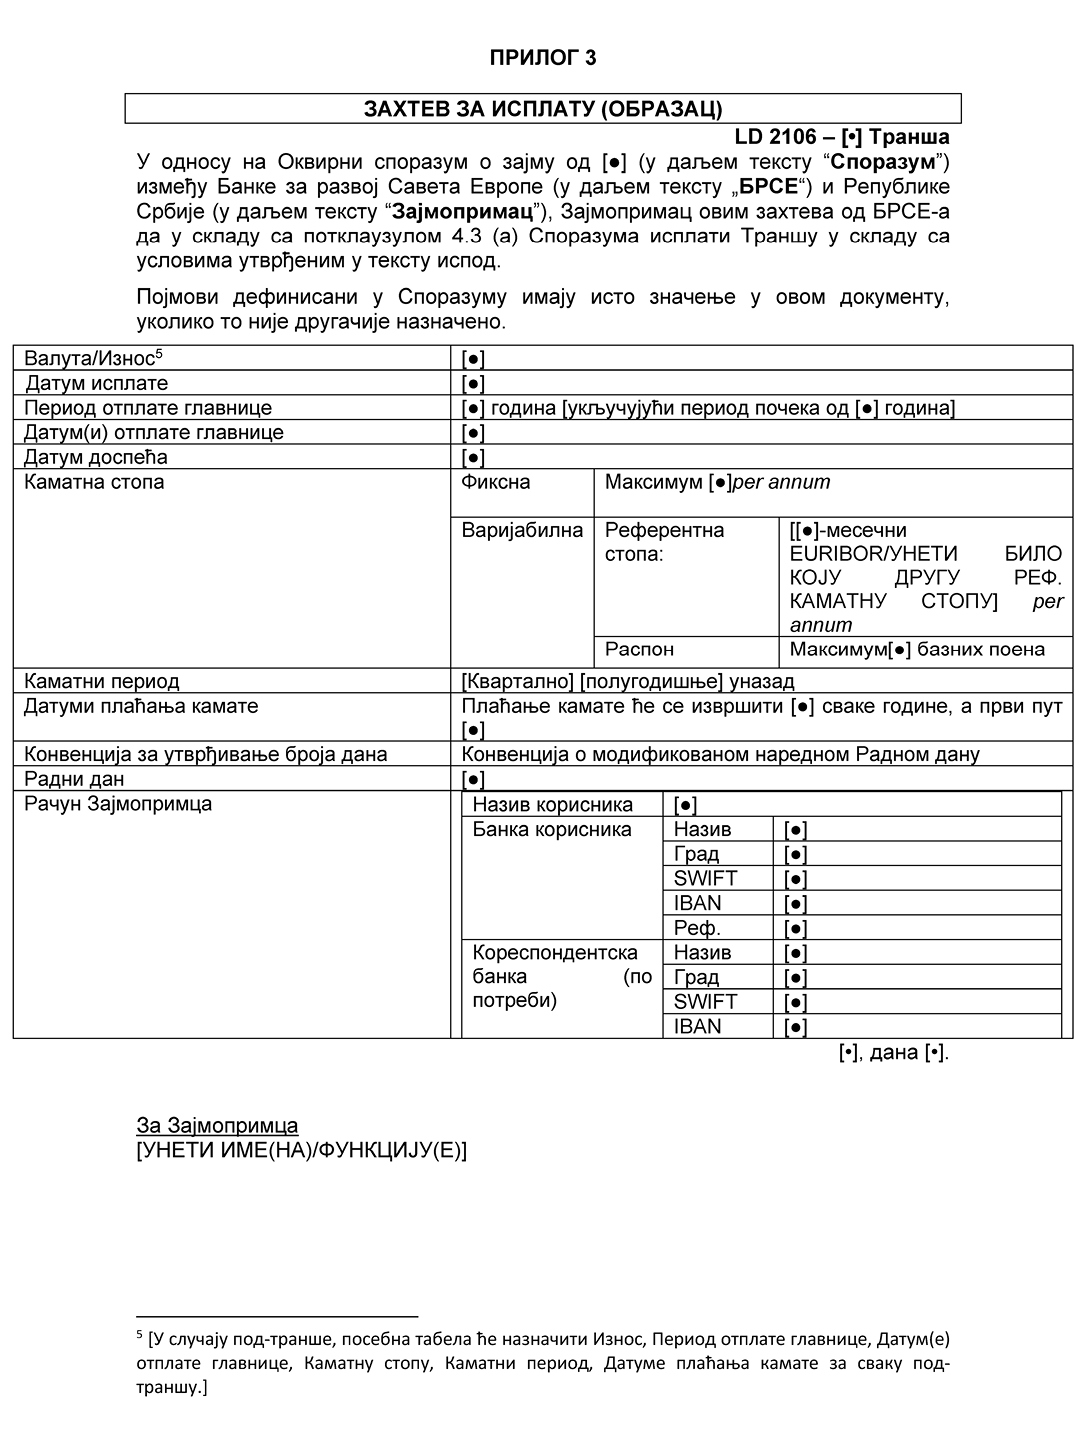 ПРИЛОГ 3
ЗАХТЕВ ЗА ИСПЛАТУ (ОБРАЗАЦ)
LD 2106 – [•] Транша
У односу на Оквирни споразум о зајму од [●] (у даљем тексту “Споразум”)
између Банке за развој Савета Европе (у даљем тексту „БРСЕ“) и Републике
Србије (у даљем тексту “Зајмопримац”), Зајмопримац овим захтева од БРСЕ-а
да у складу са потклаузулом 4.3 (а) Споразума исплати Траншу у складу са
условима утврђеним у тексту испод.
Појмови дефинисани у Споразуму имају исто значење у овом документу,
уколико то није другачије назначено.
Валута/Износ5 [●]
Датум исплате [●]
Период отплате главнице [●] година [укључујући период почека од [●] година]
Датум(и) отплате главнице [●]
Датум доспећа [●]
Каматна стопа Фиксна Максимум [●]per annum
Варијабилна Референтна [[●]-месечни
стопа: EURIBOR/УНЕТИ БИЛО
КОЈУ ДРУГУ РЕФ.
КАМАТНУ СТОПУ] per
annum
Распон Максимум[●] базних поена
Каматни период [Квартално] [полугодишње] уназад
Датуми плаћања камате Плаћање камате ће се извршити [●] сваке године, а први пут
[●]
Конвенција за утврђивање броја дана Конвенција о модификованом наредном Радном дану
Радни дан [●]
Рачун Зајмопримца Назив корисника [●]
Банка корисника Назив [●]
Град [●]
SWIFT [●]
IBAN [●]
Реф. [●]
Кореспондентска Назив [●]
банка (по Град [●]
потреби) SWIFT [●]
IBAN [●]
[•], дана [•].
За Зајмопримца
[УНЕТИ ИМЕ(НА)/ФУНКЦИЈУ(Е)]
5 [У случају под-транше, посебна табела ће назначити Износ, Период отплате главнице, Датум(е)
отплате главнице, Каматну стопу, Каматни период, Датуме плаћања камате за сваку под-
траншу.]